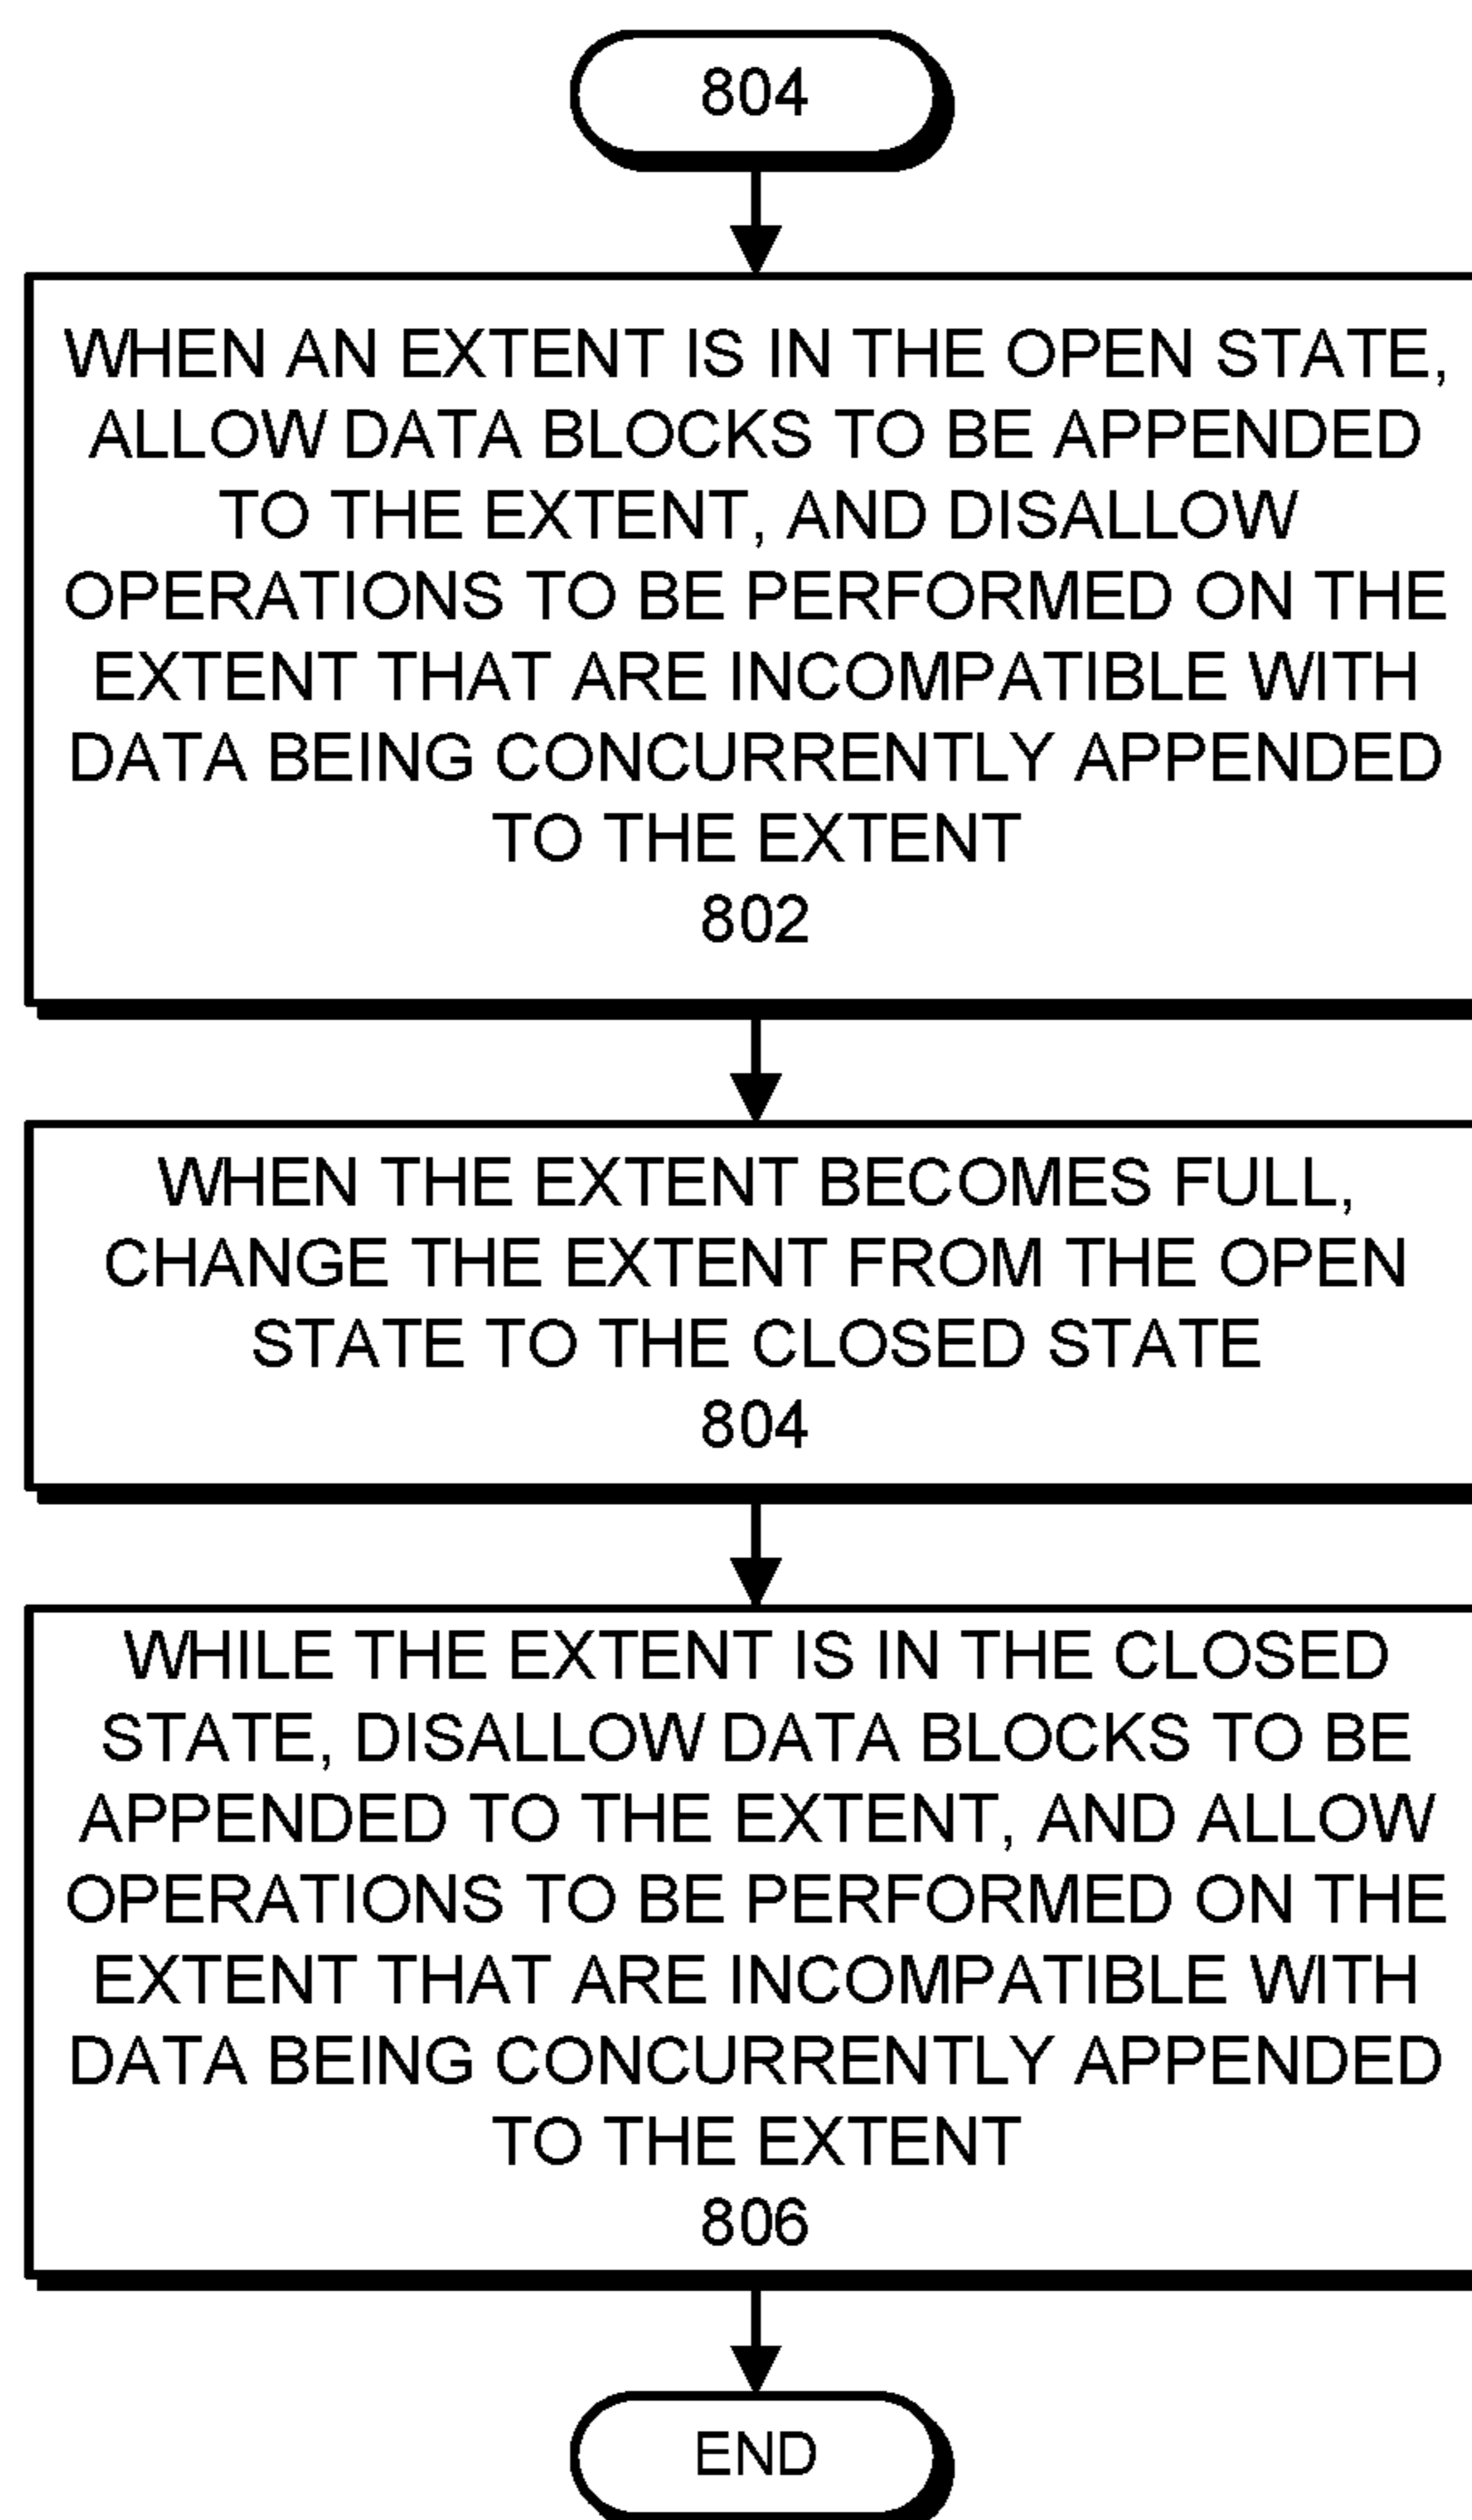 804
WHEN AN EXTENT IS IN THE OPEN STATE,
ALLOW DATA BLOCKS TO BE APPENDED
TO THE EXTENT, AND DISALLOW
OPERATIONS TO BE PERFORMED ON THE
EXTENT THAT ARE INCOMPATIBLE WITH
DATA BEING CONCURRENTLY APPENDED
TO THE EXTENT
802
WHEN THE EXTENT BECOMES FULL,
CHANGE THE EXTENT FROM THE OPEN
STATE TO THE CLOSED STATE
804
WHILE THE EXTENT IS IN THE CLOSED
STATE, DISALLOW DATA BLOCKS TO BE
APPENDED TO THE EXTENT, AND ALLOW
OPERATIONS TO BE PERFORMED ON THE
EXTENT THAT ARE INCOMPATIBLE WITH
DATA BEING CONCURRENTLY APPENDED
TO THE EXTENT
806
END